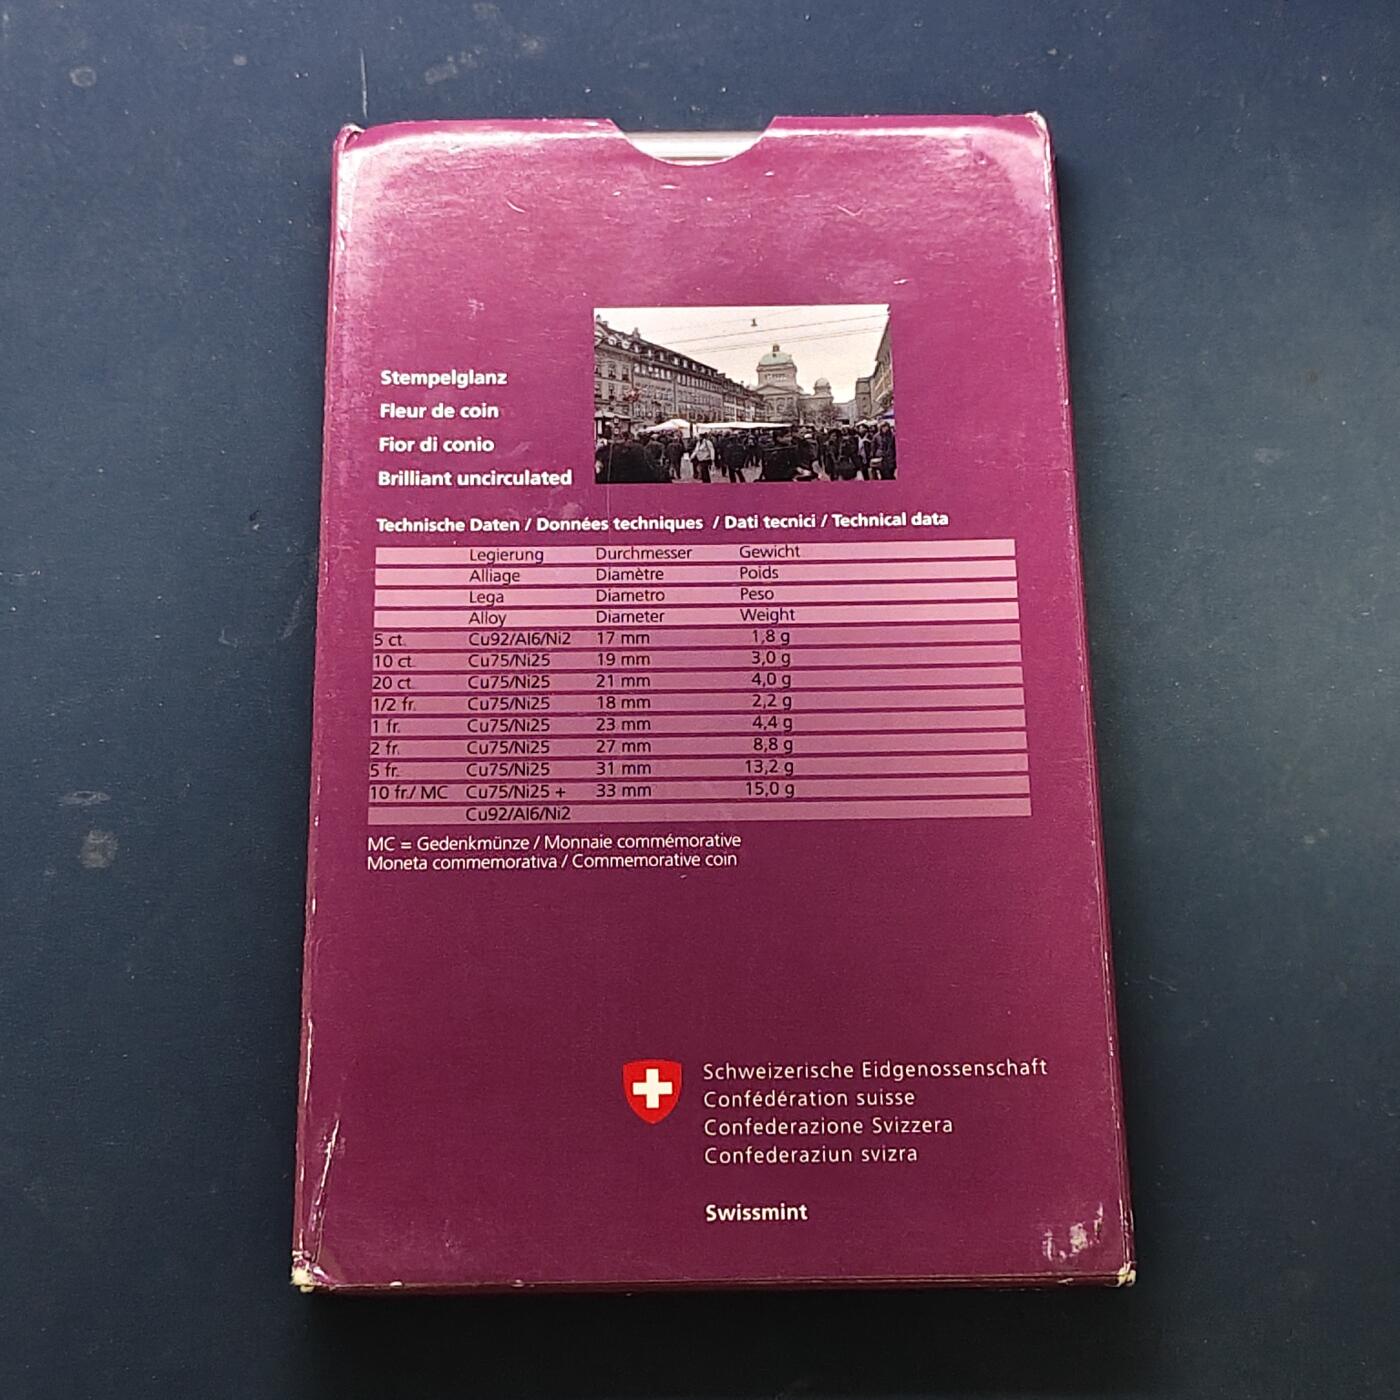 Stempelglanz
Fleur de coin
Fior di conio
Brilliant uncirculated
Technische Daten / Données techniques / Dati tecnici / Technical data
Legierung Durchmesser Gewicht
Alliage Diamètre Poids
Lega Diametro Peso
Alloy Diameter Weight
5 ct. Cu92/Al6/Ni2 17 mm 1,8 g
10 ct. Cu75/Ni25 19 mm 3,0 g
20 ct. Cu75/Ni25 21 mm 4,0 g
1/2 fr. Cu75/Ni25 18 mm 2,2 g
1 fr. Cu75/Ni25 23 mm 4,4 g
2 fr. Cu75/Ni25 27 mm 8,8 g
5 fr. Cu75/Ni25 31 mm 13,2 g
10 fr./ MC Cu75/Ni25 + 33 mm 15,0 g
Cu92/Al6/Ni2
MC = Gedenkmünze / Monnaie commémorative
Moneta commemorativa / Commemorative coin
Schweizerische Eidgenossenschaft
Confédération suisse
Confederazione Svizzera
Confederaziun svizra
Swissmint